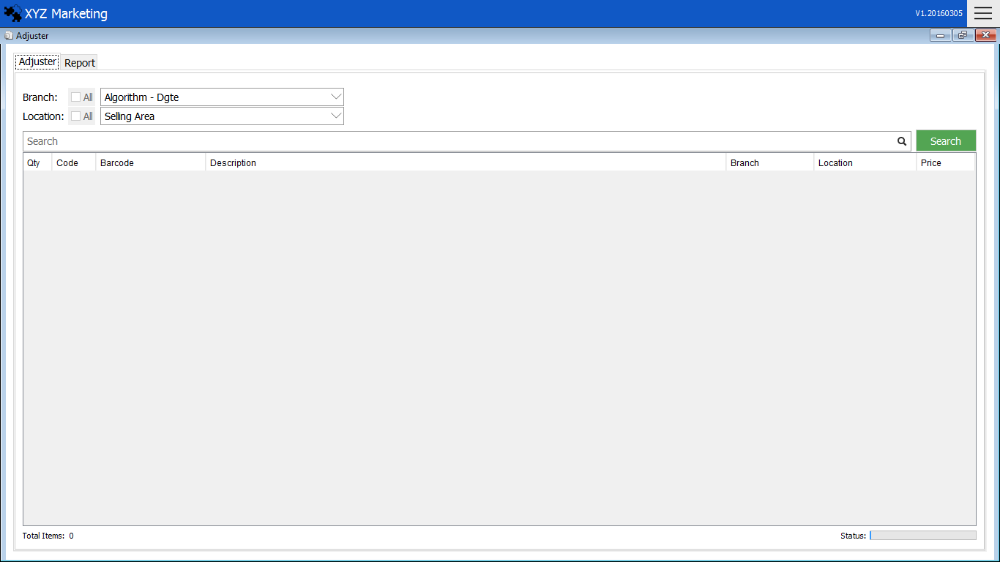 XYZ Marketing V1.20160305
Adjuster
Adjuster Report
Branch: All Algorithm - Dgte
Location: All Selling Area
Search Search
Qty Code Barcode Description Branch Location Price
Total Items: 0 Status: